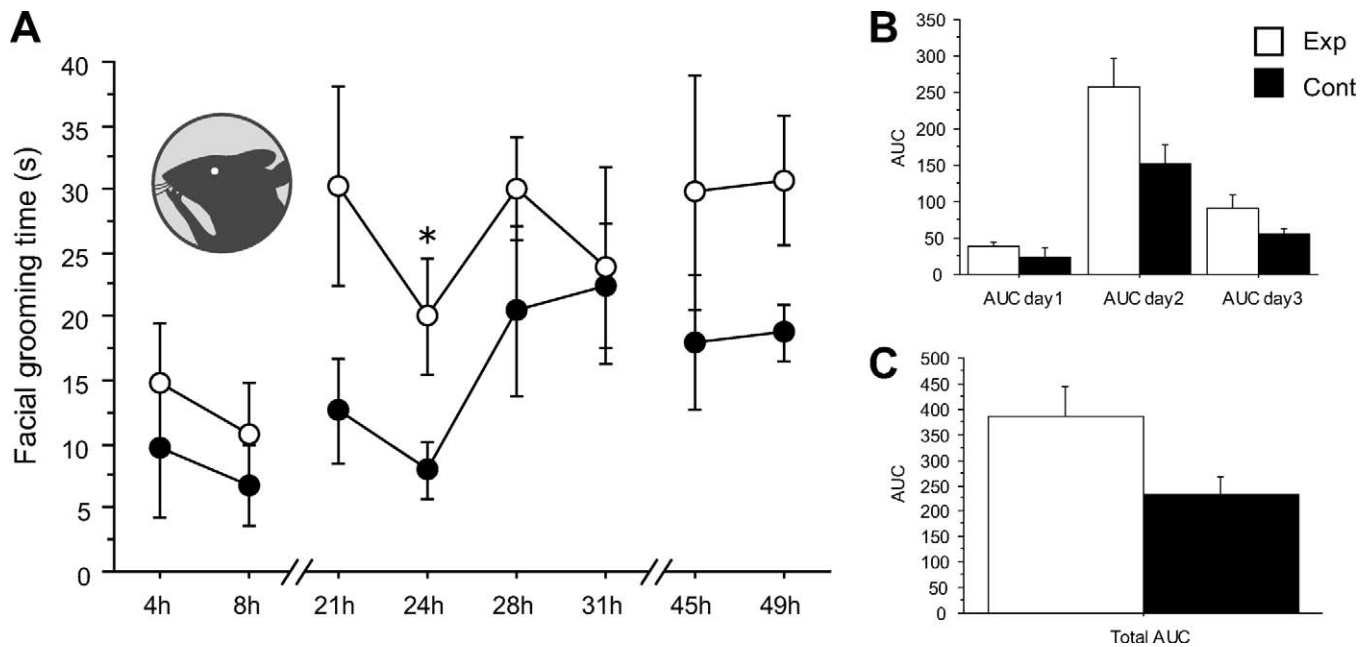 A
Facial grooming time (s)
40
35
30
25
20
15
10
5
0
*
4h 8h 21h 24h 28h 31h 45h 49h
B
AUC
350
300
250
200
150
100
50
0
AUC day1 AUC day2 AUC day3
Exp
Cont
C
AUC
500
450
400
350
300
250
200
150
100
50
0
Total AUC